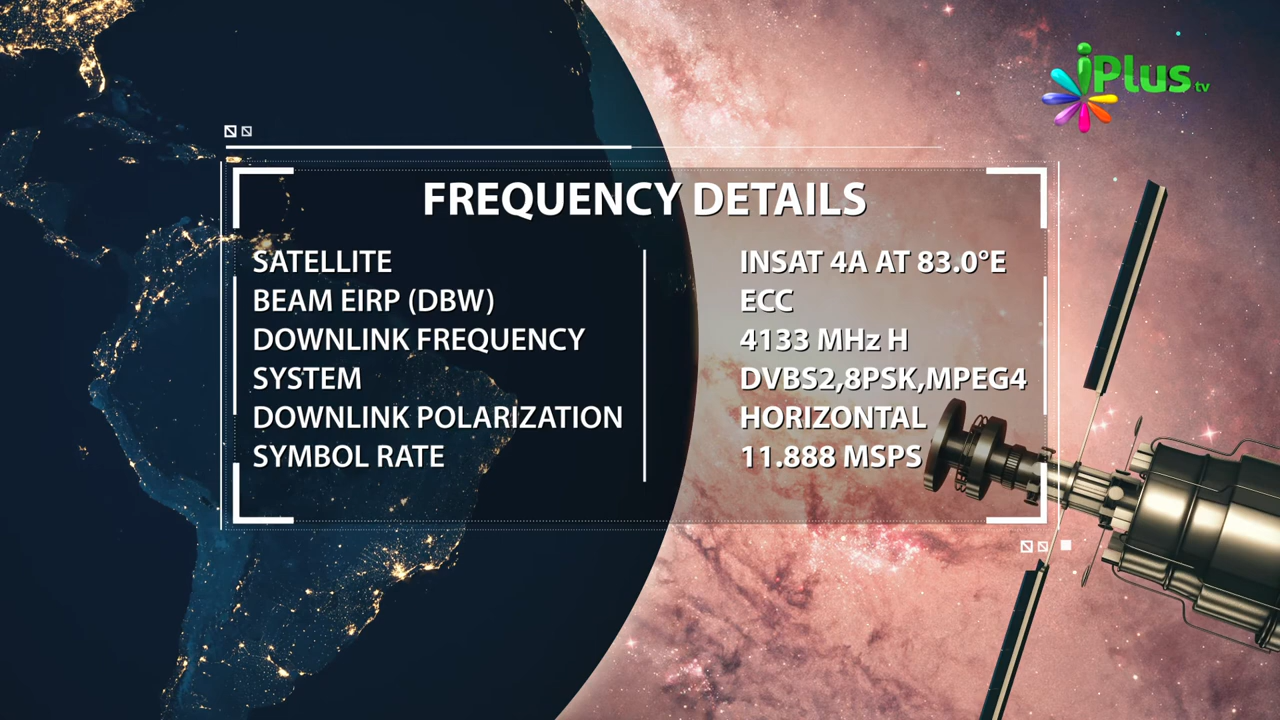 iPlus tv
FREQUENCY DETAILS
SATELLITE INSAT 4A AT 83.0°E
BEAM EIRP (DBW) ECC
DOWNLINK FREQUENCY 4133 MHz H
SYSTEM DVBS2,8PSK,MPEG4
DOWNLINK POLARIZATION HORIZONTAL
SYMBOL RATE 11.888 MSPS